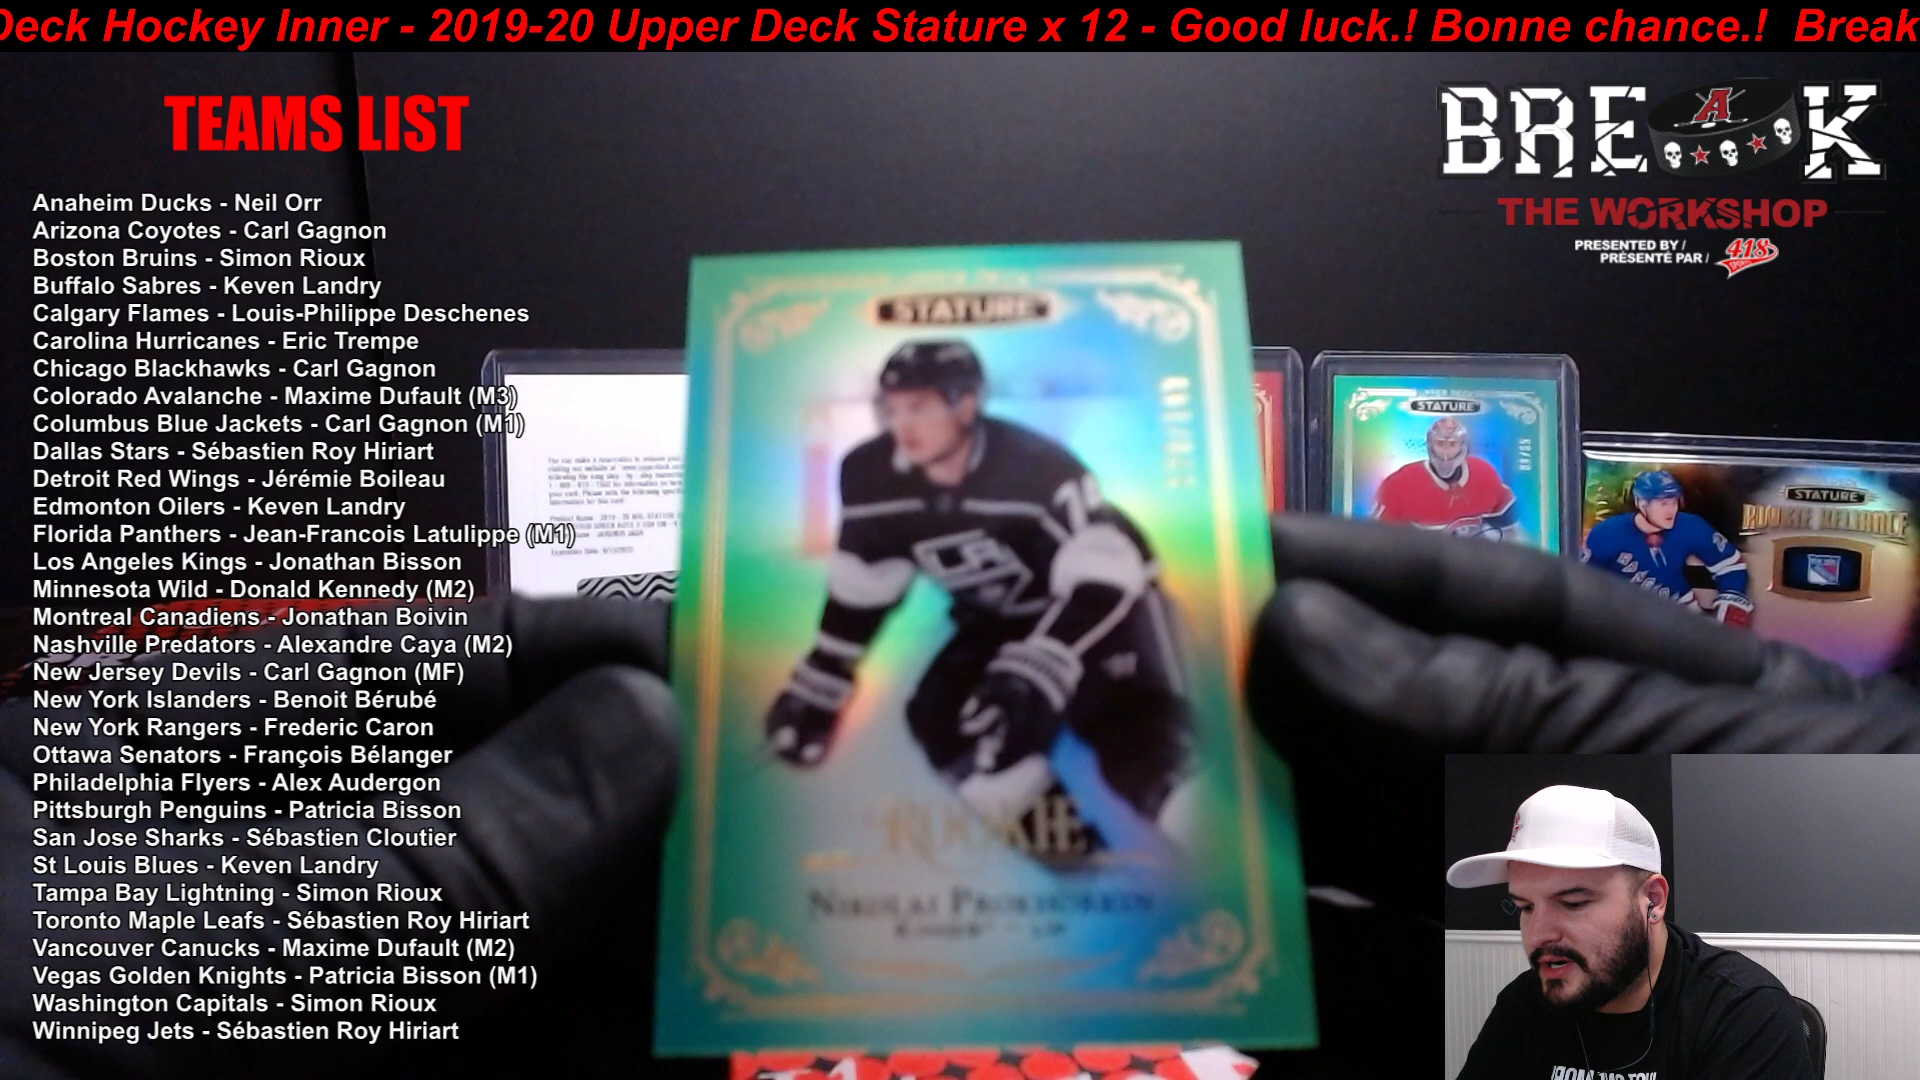 Deck Hockey Inner - 2019-20 Upper Deck Stature x 12 - Good luck.! Bonne chance.! Break
TEAMS LIST
Anaheim Ducks - Neil Orr
Arizona Coyotes - Carl Gagnon
Boston Bruins - Simon Rioux
Buffalo Sabres - Keven Landry
Calgary Flames - Louis-Philippe Deschenes
Carolina Hurricanes - Eric Trempe
Chicago Blackhawks - Carl Gagnon
Colorado Avalanche - Maxime Dufault (M3)
Columbus Blue Jackets - Carl Gagnon (M1)
Dallas Stars - Sébastien Roy Hiriart
Detroit Red Wings - Jérémie Boileau
Edmonton Oilers - Keven Landry
Florida Panthers - Jean-Francois Latulippe (M1)
Los Angeles Kings - Jonathan Bisson
Minnesota Wild - Donald Kennedy (M2)
Montreal Canadiens - Jonathan Boivin
Nashville Predators - Alexandre Caya (M2)
New Jersey Devils - Carl Gagnon (MF)
New York Islanders - Benoit Bérubé
New York Rangers - Frederic Caron
Ottawa Senators - François Bélanger
Philadelphia Flyers - Alex Audergon
Pittsburgh Penguins - Patricia Bisson
San Jose Sharks - Sébastien Cloutier
St Louis Blues - Keven Landry
Tampa Bay Lightning - Simon Rioux
Toronto Maple Leafs - Sébastien Roy Hiriart
Vancouver Canucks - Maxime Dufault (M2)
Vegas Golden Knights - Patricia Bisson (M1)
Washington Capitals - Simon Rioux
Winnipeg Jets - Sébastien Roy Hiriart
BREAK
THE WORKSHOP
PRESENTED BY /
PRÉSENTÉ PAR /
418
STATURE
LA
ROOKIE
NIKOLAI PROKHORKIN
STATURE
STATURE
ROOKIE RELIANCE
RANGERS